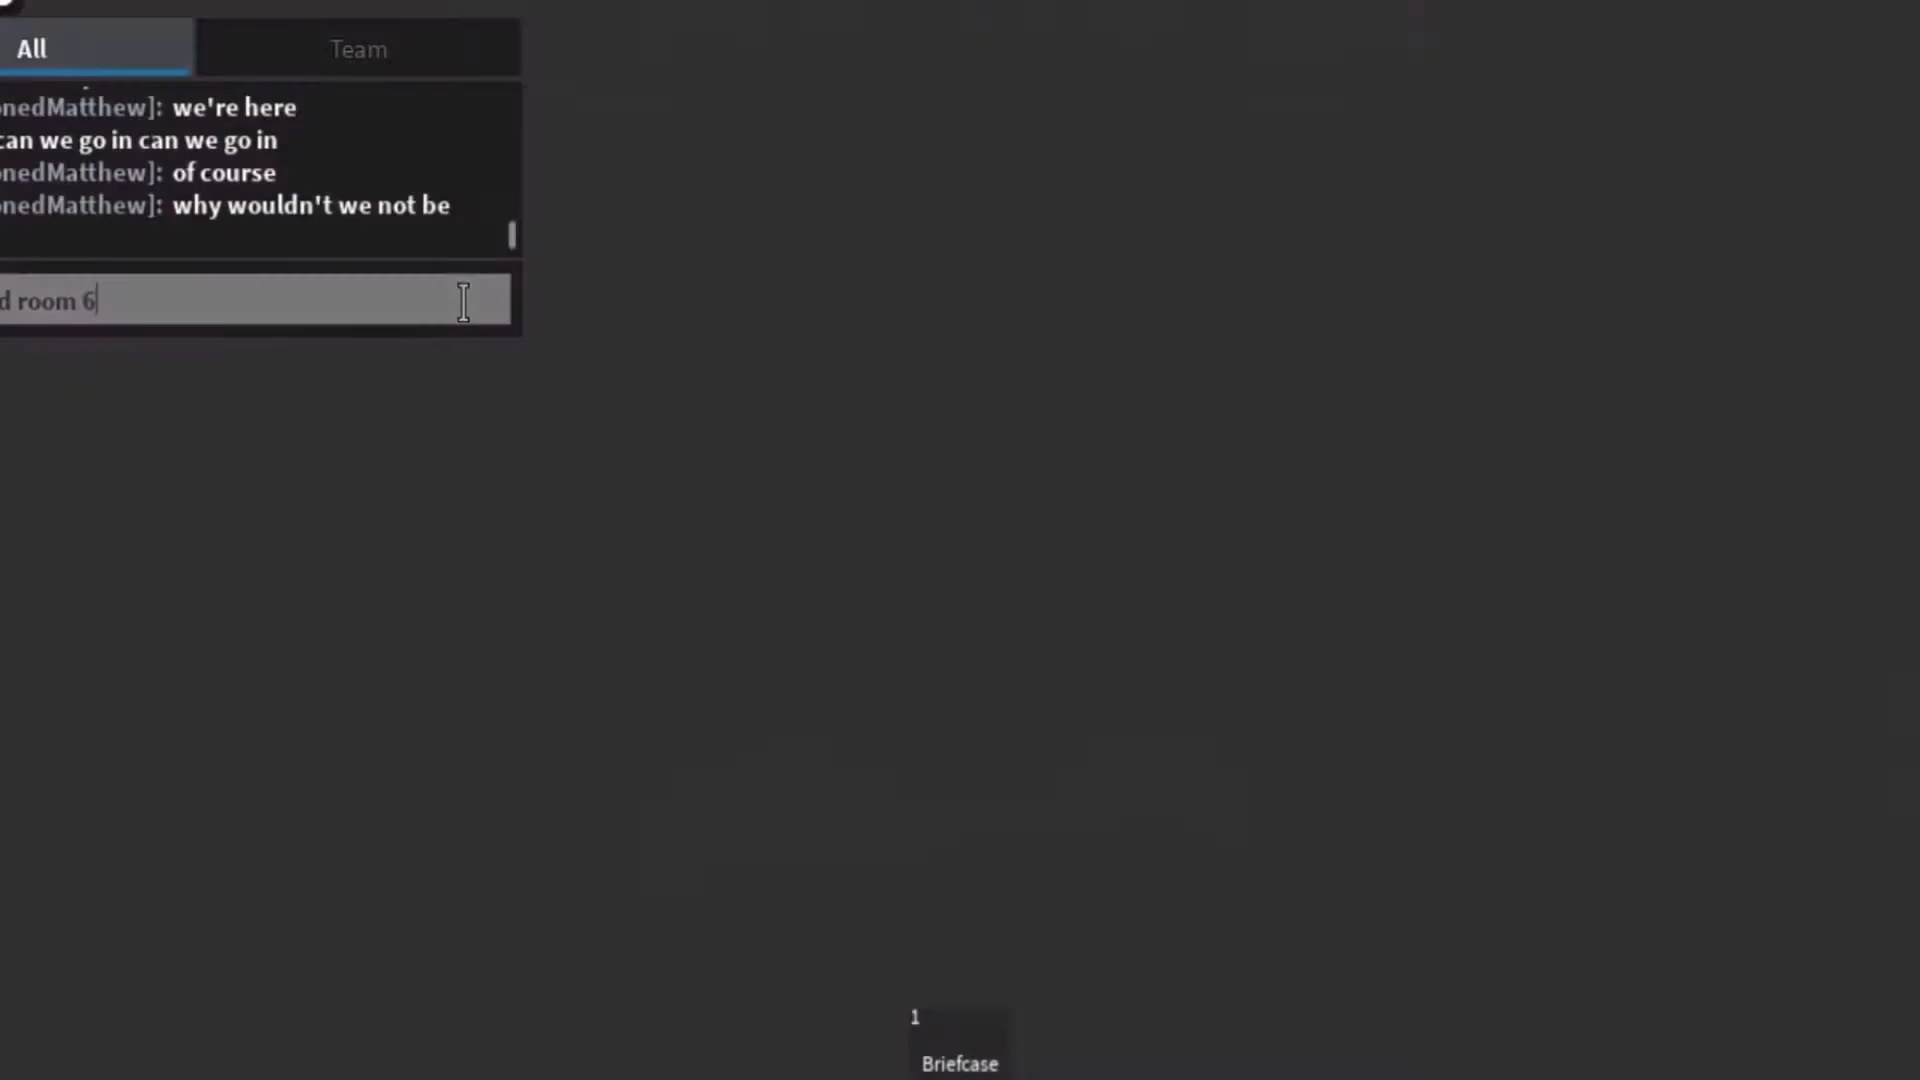 All
Team
onedMatthew]: we're here
can we go in can we go in
onedMatthew]: of course
onedMatthew]: why wouldn't we not be
d room 6
1
Briefcase